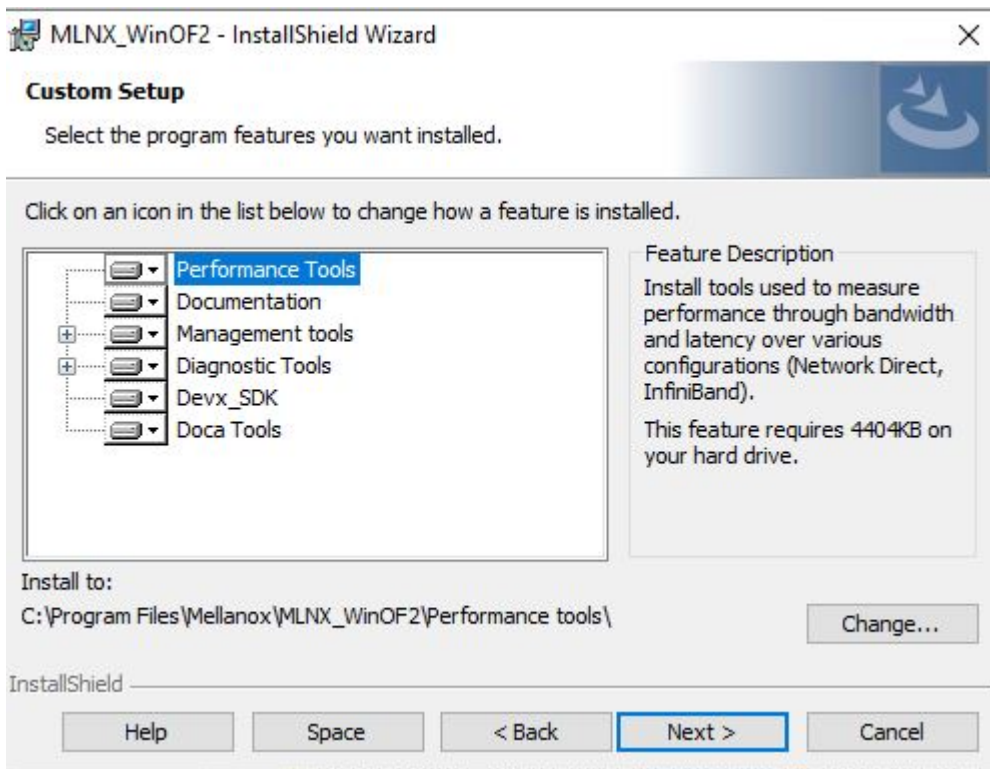 MLNX_WinOF2 - InstallShield Wizard
Custom Setup
Select the program features you want installed.
Click on an icon in the list below to change how a feature is installed.
Performance Tools
Documentation
Management tools
Diagnostic Tools
Devx_SDK
Doca Tools
Feature Description
Install tools used to measure
performance through bandwidth
and latency over various
configurations (Network Direct,
InfiniBand).
This feature requires 4404KB on
your hard drive.
Install to:
C:\Program Files\Mellanox\MLNX_WinOF2\Performance tools\
Change...
InstallShield
Help
Space
< Back
Next >
Cancel